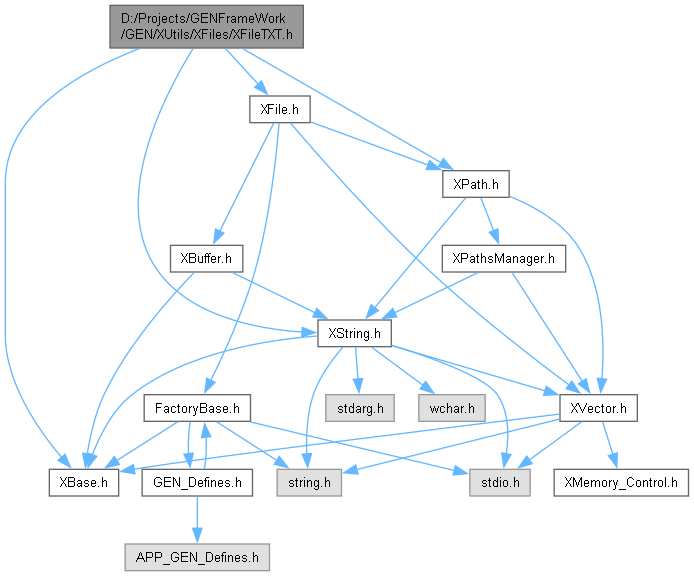 D:/Projects/GENFrameWork
/GEN/XUtils/XFiles/XFileTXT.h
XFile.h
XPath.h
XBuffer.h
XPathsManager.h
XString.h
FactoryBase.h
stdarg.h
wchar.h
XVector.h
XBase.h
GEN_Defines.h
string.h
stdio.h
XMemory_Control.h
APP_GEN_Defines.h